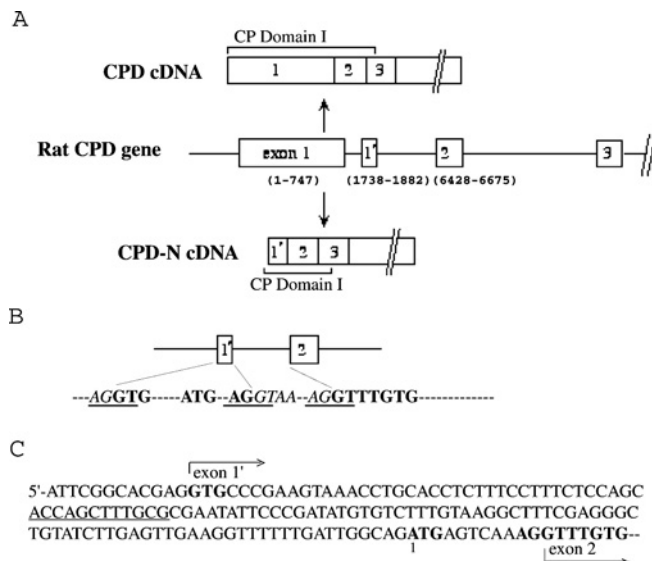 A
CP Domain I
CPD cDNA
1 2 3
Rat CPD gene
exon 1 1' 2 3
(1-747) (1738-1882) (6428-6675)
CPD-N cDNA
1' 2 3
CP Domain I
B
1' 2
---AGGTG-----ATG—AGGTAA--AGGTTTGTG-------------
C
exon 1'
5'-ATTCGGCACGAGGTGCCCGAAGTAAACCTGCACCTCTTTCCTTTCTCCAGC
ACCAGCTTTGCGCGAATATTCCCGATATGTGTCTTTGTAAGGCTTTCGAGGGC
TGTATCTTGAGTTGAAGGTTTTTTGATTGGCAGATGAGTCAAAGGTTTGTG--
1
exon 2